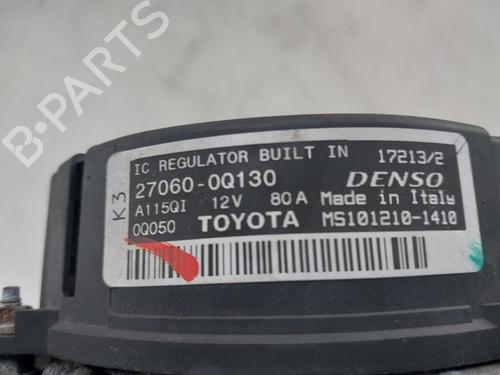 B-Parts
IC REGULATOR BUILT IN 17213/2
K3
27060-0Q130 DENSO
A115QI 12V 80A Made in Italy
0Q050 TOYOTA MS101210-1410